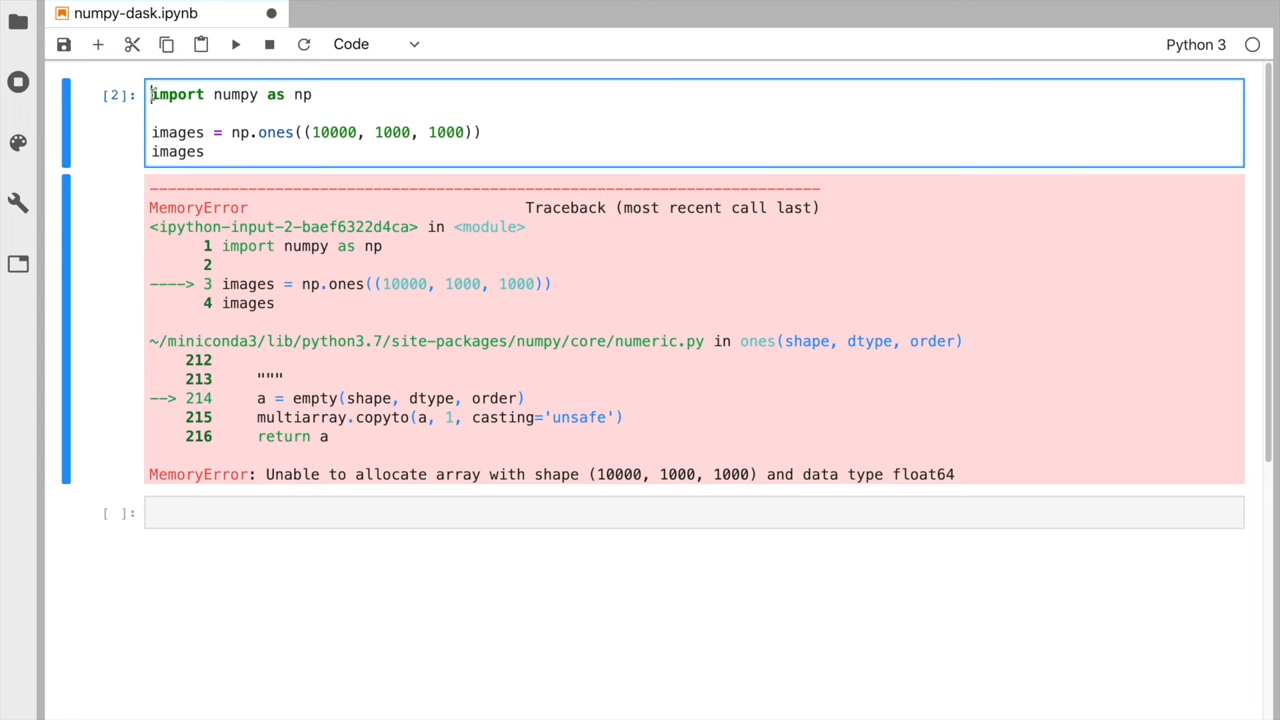 numpy-dask.ipynb
Code
Python 3
[2]:
import numpy as np
images = np.ones((10000, 1000, 1000))
images
---------------------------------------------------------------------------
MemoryError                               Traceback (most recent call last)
<ipython-input-2-baef6322d4ca> in <module>
      1 import numpy as np
      2
----> 3 images = np.ones((10000, 1000, 1000))
      4 images
~/miniconda3/lib/python3.7/site-packages/numpy/core/numeric.py in ones(shape, dtype, order)
    212
    213     """
--> 214     a = empty(shape, dtype, order)
    215     multiarray.copyto(a, 1, casting='unsafe')
    216     return a
MemoryError: Unable to allocate array with shape (10000, 1000, 1000) and data type float64
[ ]: